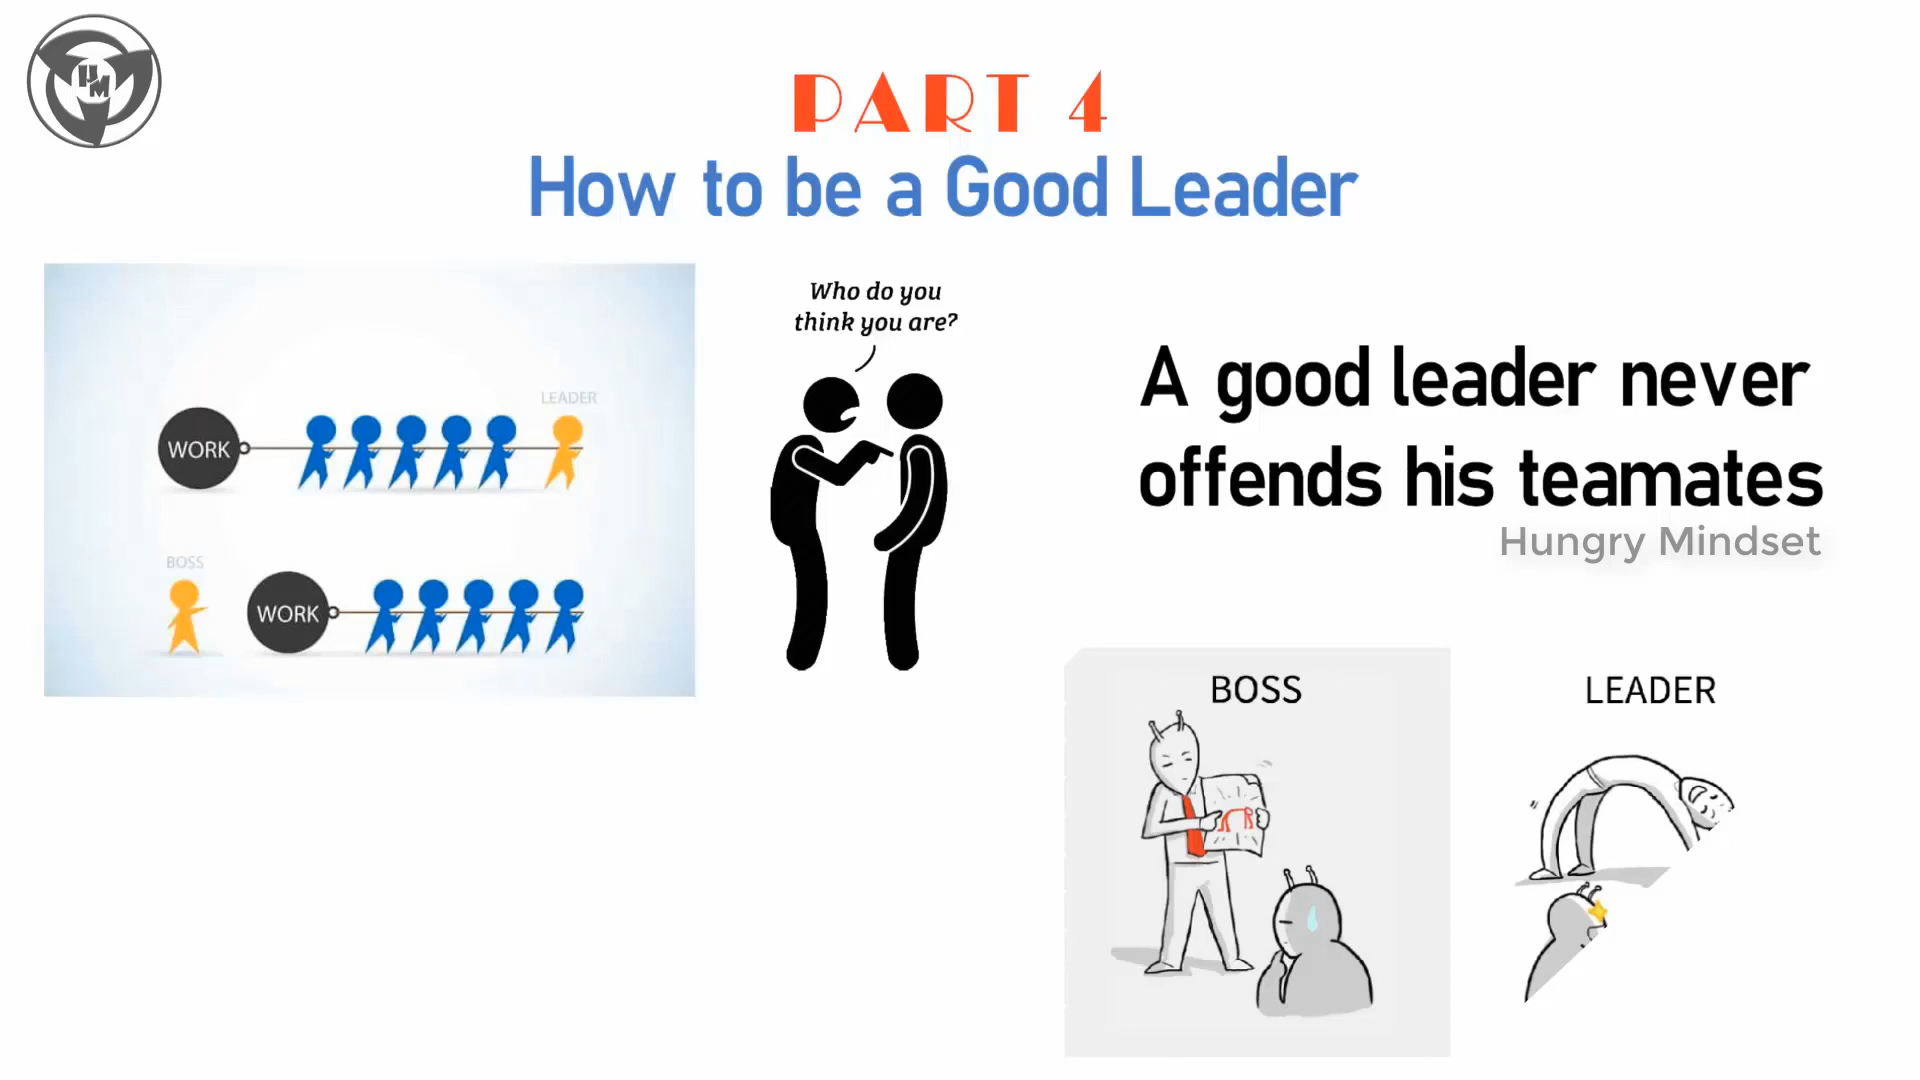 HM
PART 4
How to be a Good Leader
Who do you
think you are?
LEADER
WORK
BOSS
WORK
A good leader never
offends his teamates
Hungry Mindset
BOSS
LEADER